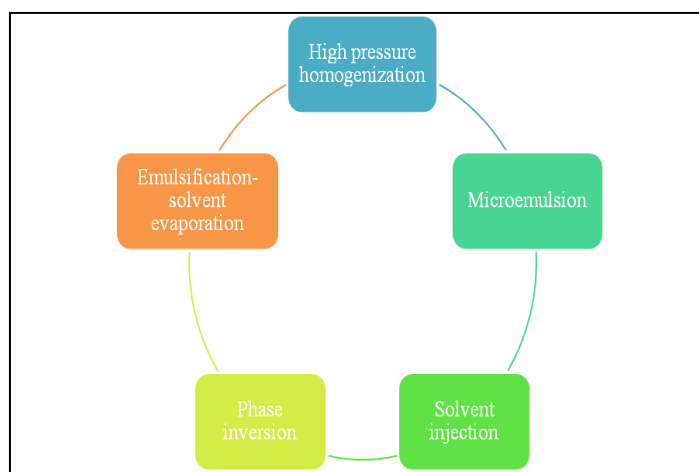 High pressure
homogenization
Microemulsion
Solvent
injection
Phase
inversion
Emulsification-
solvent
evaporation